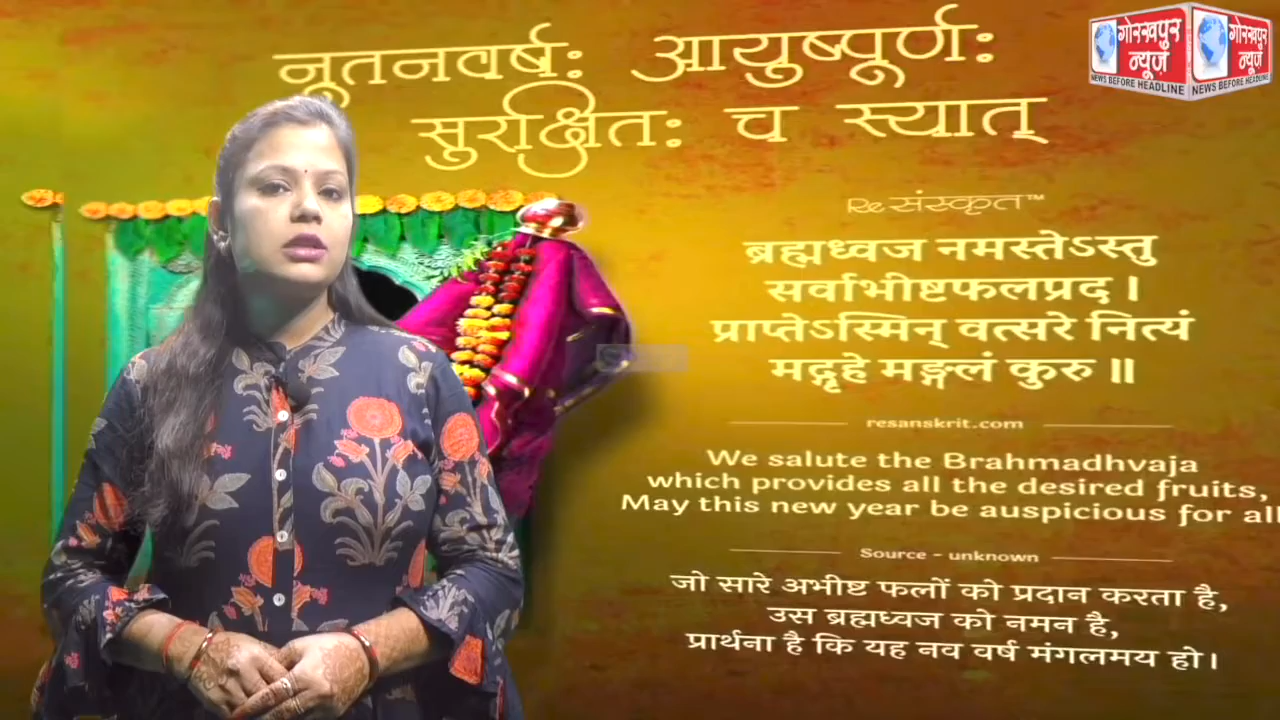 नूतनवर्षः आयुष्पूर्णः
सुरक्षितः च स्यात्
गोरखपुर
न्यूज़
NEWS BEFORE HEADLINE
गोरखपुर
न्यूज़
NEWS BEFORE HEADLINE
Re संस्कृत™
ब्रह्मध्वज नमस्तेऽस्तु
सर्वाभीष्टफलप्रद ।
प्राप्तेऽस्मिन् वत्सरे नित्यं
मद्गृहे मङ्गलं कुरु ॥
resanskrit.com
We salute the Brahmadhvaja
which provides all the desired fruits,
May this new year be auspicious for all
Source - unknown
जो सारे अभीष्ट फलों को प्रदान करता है,
उस ब्रह्मध्वज को नमन है,
प्रार्थना है कि यह नव वर्ष मंगलमय हो।